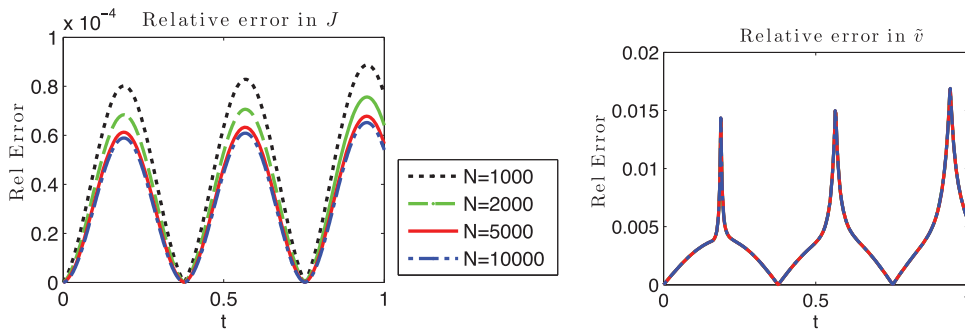 Relative error in J
1 × 10⁻⁴
0.8
0.6
0.4
0.2
0
Rel Error
0 0.5 1
t
N=1000
N=2000
N=5000
N=10000
Relative error in ṽ
0.02
0.015
0.01
0.005
0
Rel Error
0 0.5 1
t